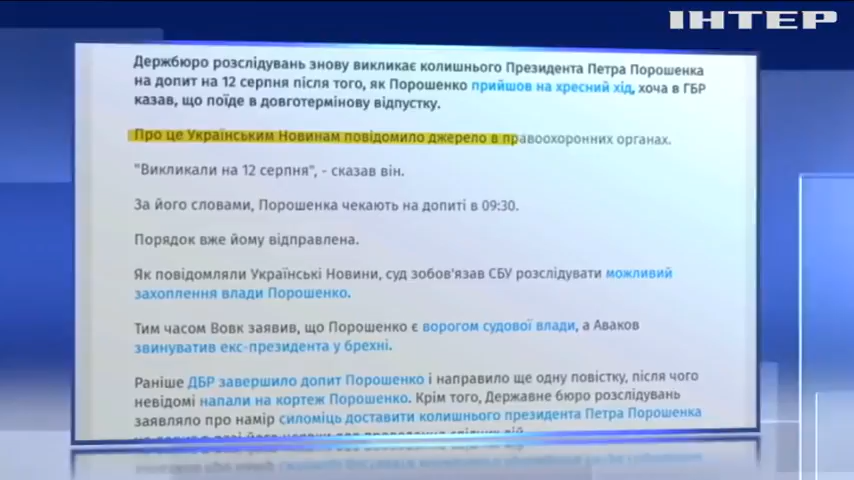 ІНТЕР
Держбюро розслідувань знову викликає колишнього Президента Петра Порошенка
на допит на 12 серпня після того, як Порошенко прийшов на хресний хід, хоча в ГБР
казав, що поїде в довготермінову відпустку.
Про це Українським Новинам повідомило джерело в правоохоронних органах.
"Викликали на 12 серпня", - сказав він.
За його словами, Порошенка чекають на допиті в 09:30.
Порядок вже йому відправлена.
Як повідомляли Українські Новини, суд зобов'язав СБУ розслідувати можливий
захоплення влади Порошенко.
Тим часом Вовк заявив, що Порошенко є ворогом судової влади, а Аваков
звинуватив екс-президента у брехні.
Раніше ДБР завершило допит Порошенко і направило ще одну повістку, після чого
невідомі напали на кортеж Порошенко. Крім того, Державне бюро розслідувань
заявляло про намір силоміць доставити колишнього президента Петра Порошенка